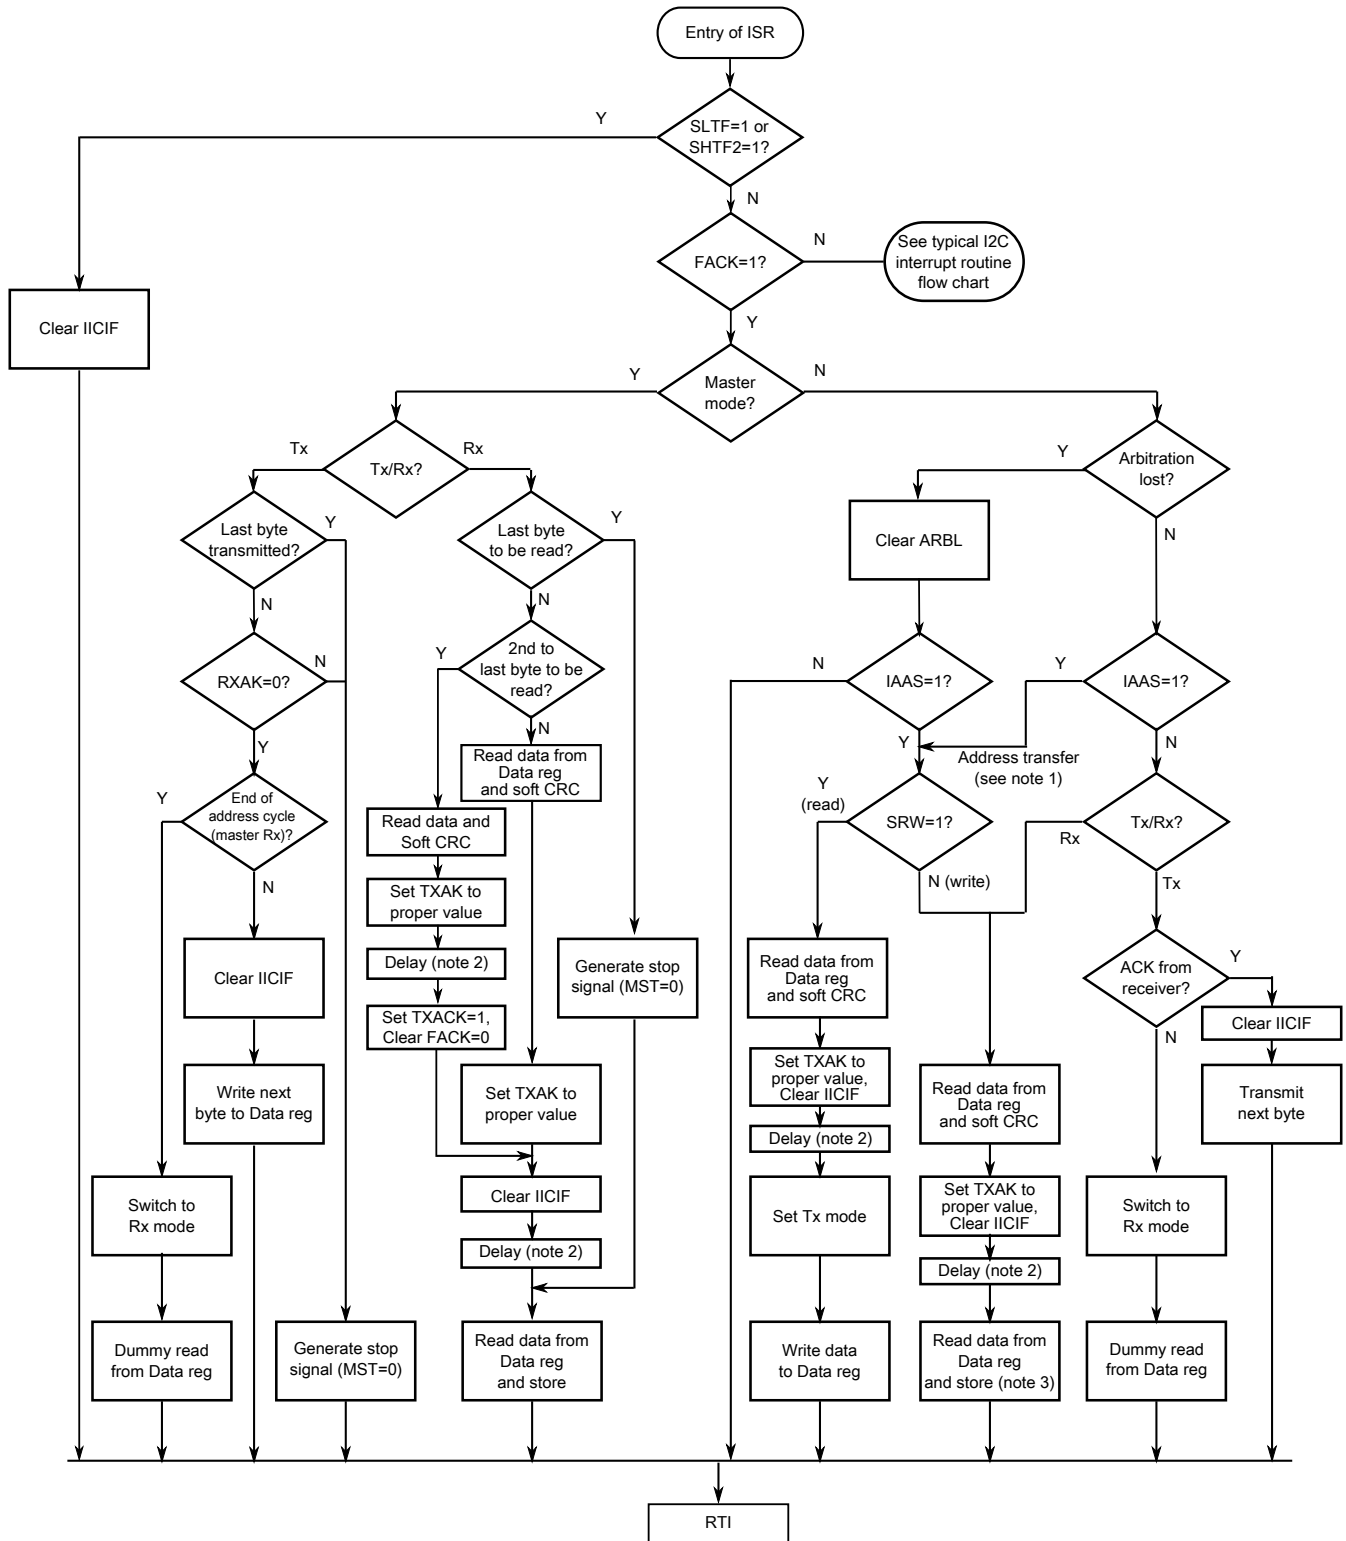 Entry of ISR
Y
SLTF=1 or
SHTF2=1?
N
FACK=1?
N
See typical I2C
interrupt routine
flow chart
Clear IICIF
Y
Y
Master
mode?
N
Tx
Tx/Rx?
Rx
Y
Arbitration
lost?
Last byte
transmitted?
Y
Last byte
to be read?
Y
Clear ARBL
N
N
N
RXAK=0?
N
Y
2nd to
last byte to be
read?
N
IAAS=1?
Y
IAAS=1?
Y
N
Read data from
Data reg
and soft CRC
Y
Address transfer
(see note 1)
N
Y
End of
address cycle
(master Rx)?
Read data and
Soft CRC
Y
(read)
SRW=1?
Rx
Tx/Rx?
N
Set TXAK to
proper value
N (write)
Tx
Clear IICIF
Delay (note 2)
Generate stop
signal (MST=0)
Read data from
Data reg
and soft CRC
ACK from
receiver?
Y
Set TXACK=1,
Clear FACK=0
N
Clear IICIF
Write next
byte to Data reg
Set TXAK to
proper value
Set TXAK to
proper value,
Clear IICIF
Read data from
Data reg
and soft CRC
Transmit
next byte
Delay (note 2)
Switch to
Rx mode
Clear IICIF
Set Tx mode
Set TXAK to
proper value,
Clear IICIF
Switch to
Rx mode
Delay (note 2)
Delay (note 2)
Dummy read
from Data reg
Generate stop
signal (MST=0)
Read data from
Data reg
and store
Write data
to Data reg
Read data from
Data reg
and store (note 3)
Dummy read
from Data reg
RTI